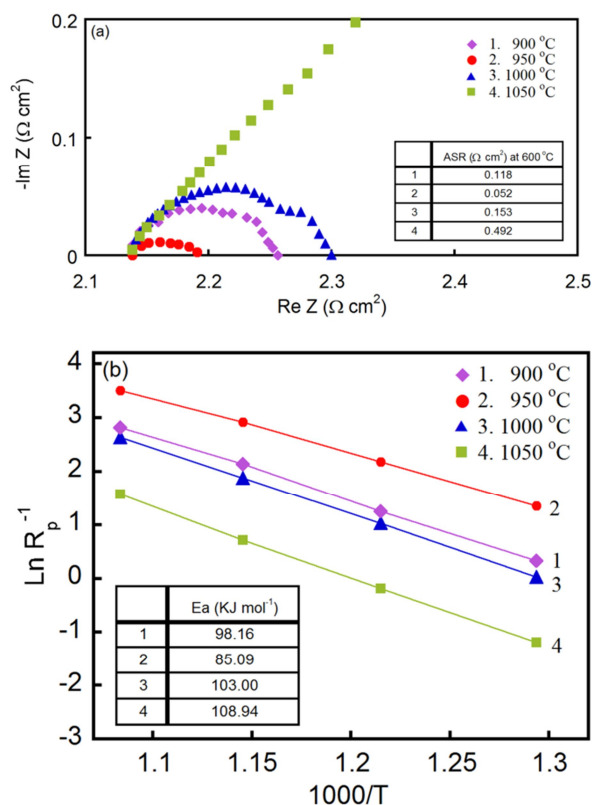 (a)
0.2
0.1
0
-Im Z (Ω cm²)
1. 900 °C
2. 950 °C
3. 1000 °C
4. 1050 °C
ASR (Ω cm²) at 600 °C
1 0.118
2 0.052
3 0.153
4 0.492
2.1 2.2 2.3 2.4 2.5
Re Z (Ω cm²)
(b)
4
3
2
1
0
-1
-2
-3
Ln Rp⁻¹
1. 900 °C
2. 950 °C
3. 1000 °C
4. 1050 °C
2
1
3
4
Ea (KJ mol⁻¹)
1 98.16
2 85.09
3 103.00
4 108.94
1.1 1.15 1.2 1.25 1.3
1000/T